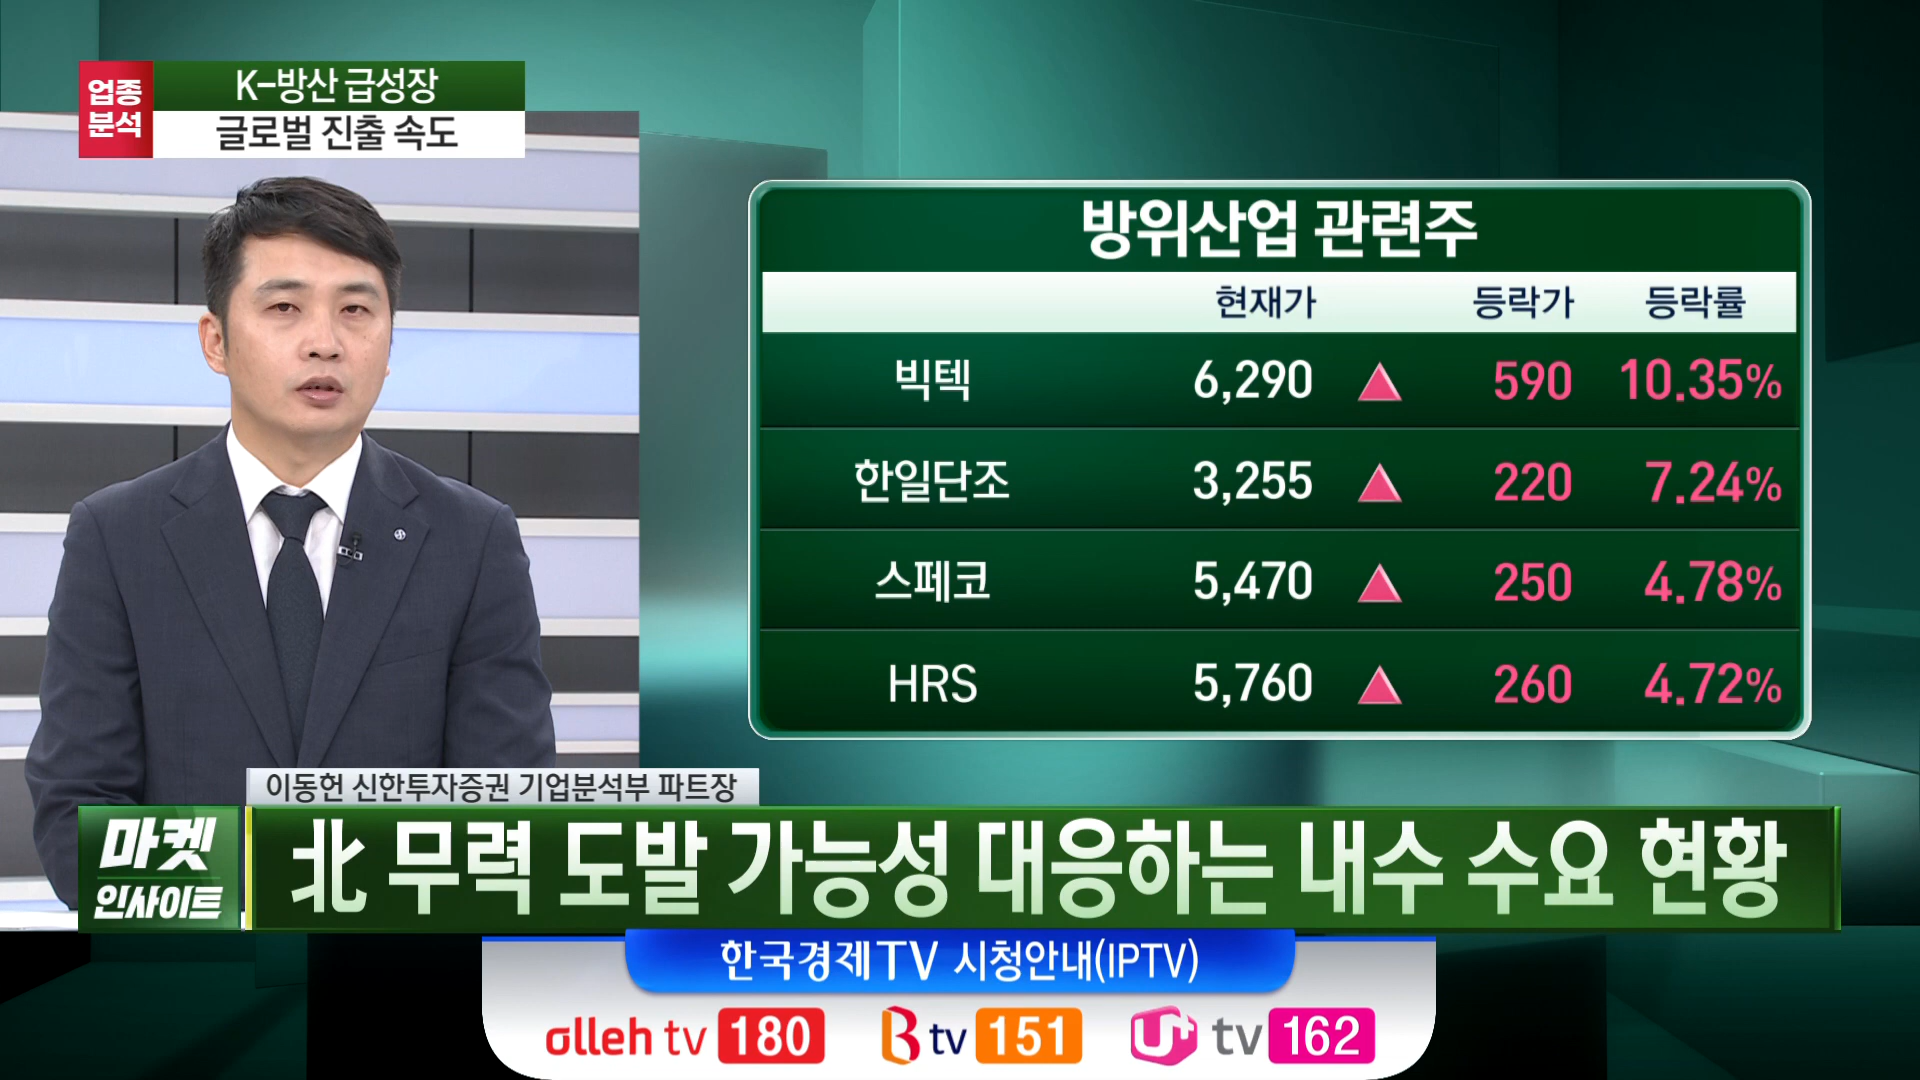 업종
분석
K-방산 급성장
글로벌 진출 속도
방위산업 관련주
현재가 등락가 등락률
빅텍 6,290 ▲ 590 10.35%
한일단조 3,255 ▲ 220 7.24%
스페코 5,470 ▲ 250 4.78%
HRS 5,760 ▲ 260 4.72%
이동헌 신한투자증권 기업분석부 파트장
마켓
인사이트
北 무력 도발 가능성 대응하는 내수 수요 현황
한국경제TV 시청안내(IPTV)
olleh tv 180 B tv 151 U+ tv 162